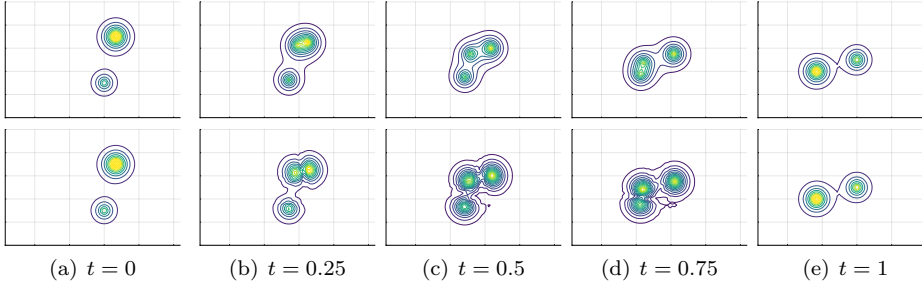 (a) t = 0 (b) t = 0.25 (c) t = 0.5 (d) t = 0.75 (e) t = 1